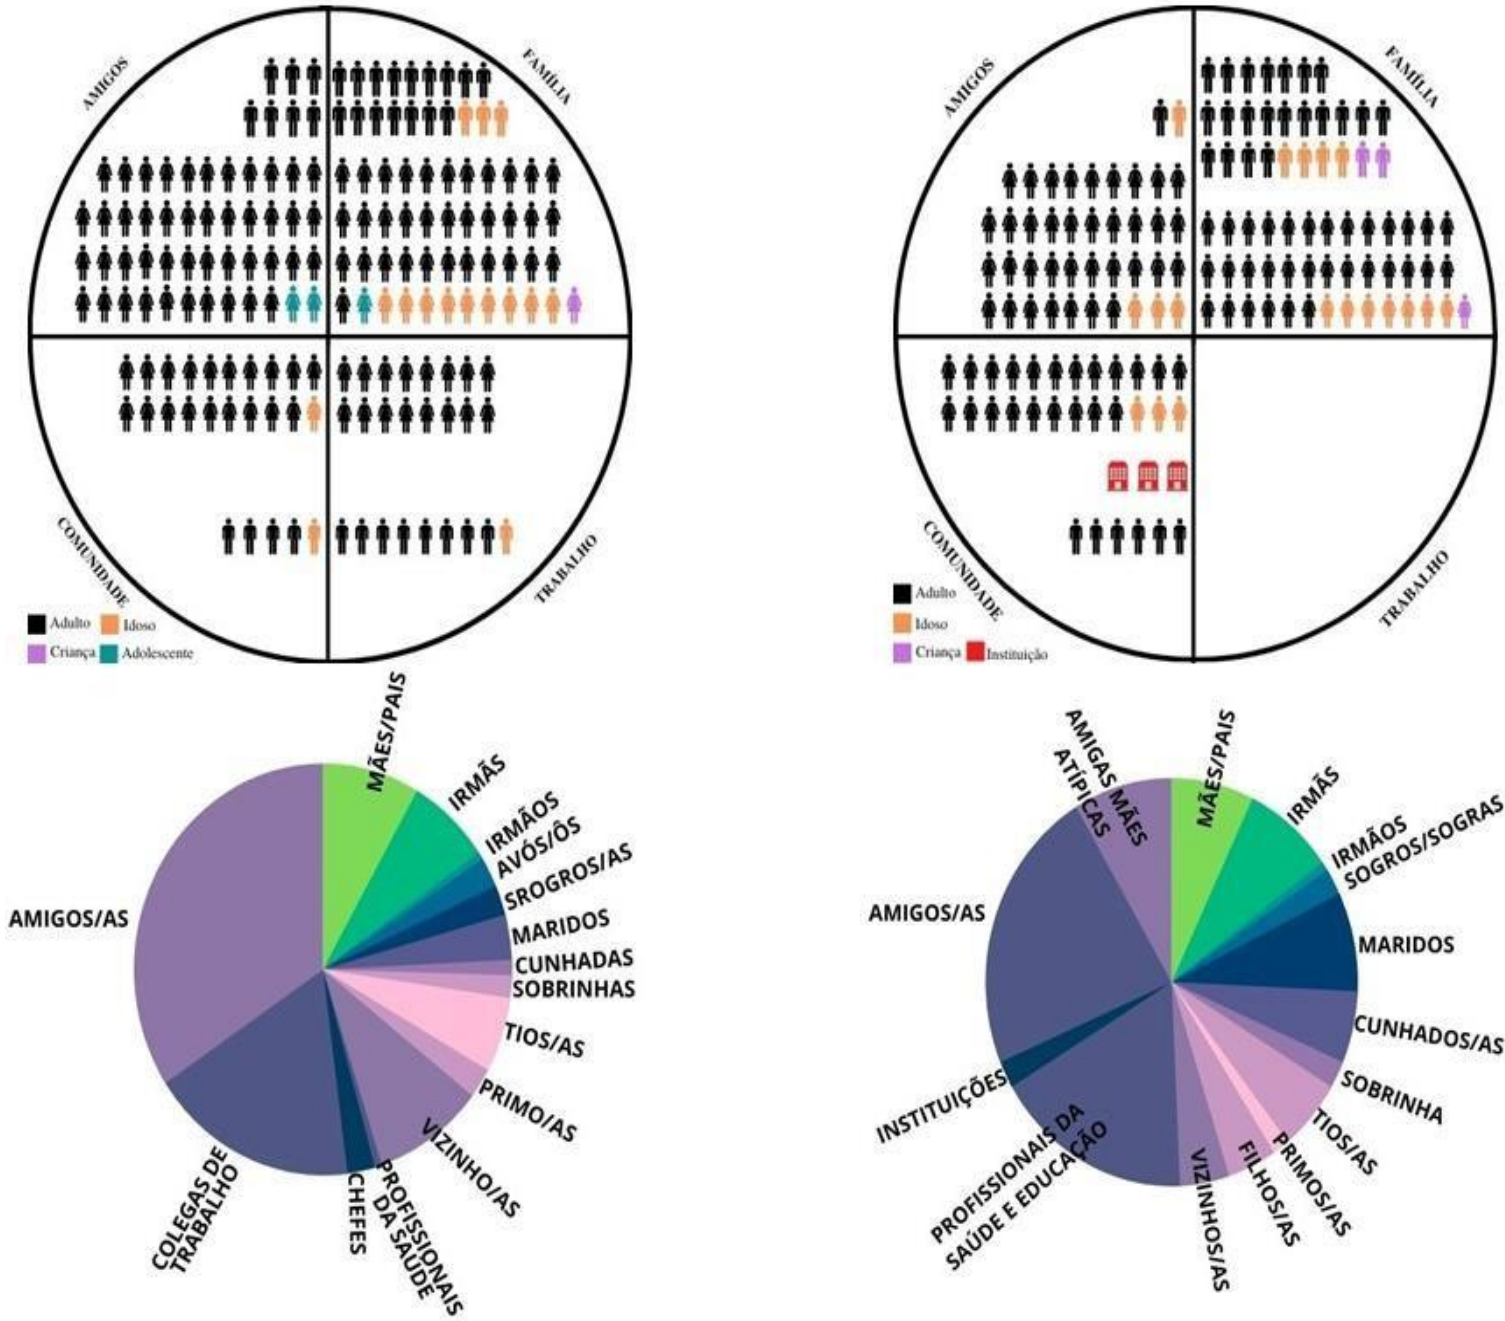 AMIGOS
FAMÍLIA
COMUNIDADE
TRABALHO
Adulto
Idoso
Criança
Adolescente
AMIGOS
FAMÍLIA
COMUNIDADE
TRABALHO
Adulto
Idoso
Criança
Instituição
MÃES/PAIS
IRMÃS
IRMÃOS
AVÓS/ÔS
SROGROS/AS
MARIDOS
CUNHADAS
SOBRINHAS
TIOS/AS
PRIMO/AS
VIZINHO/AS
PROFISSIONAIS
DA SAÚDE
CHEFES
COLEGAS DE
TRABALHO
AMIGOS/AS
AMIGAS MÃES
ATÍPICAS
MÃES/PAIS
IRMÃS
IRMÃOS
SOGROS/SOGRAS
MARIDOS
CUNHADOS/AS
SOBRINHA
TIOS/AS
PRIMOS/AS
FILHOS/AS
VIZINHOS/AS
PROFISSIONAIS DA
SAÚDE E EDUCAÇÃO
INSTITUIÇÕES
AMIGOS/AS